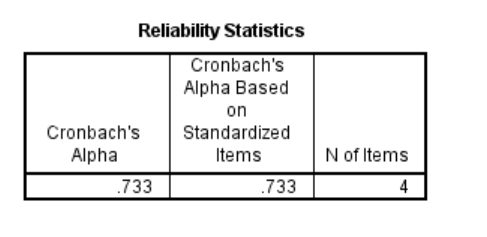 Reliability Statistics
Cronbach's
Alpha
Cronbach's
Alpha Based
on
Standardized
Items
N of Items
.733
.733
4